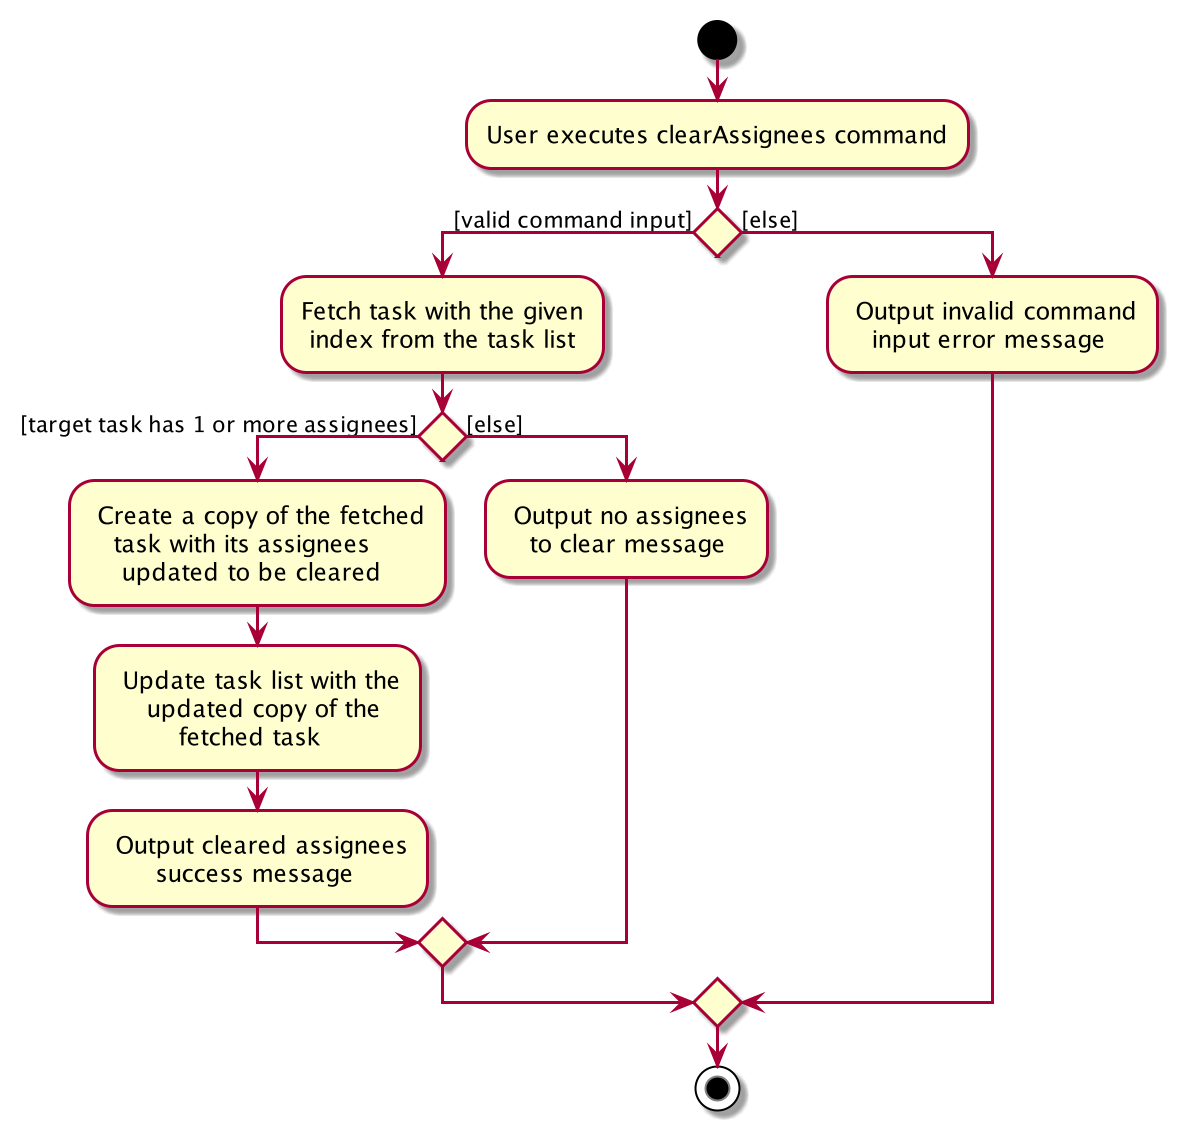 User executes clearAssignees command
[valid command input]
[else]
Fetch task with the given
index from the task list
Output invalid command
input error message
[target task has 1 or more assignees]
[else]
Create a copy of the fetched
task with its assignees
updated to be cleared
Output no assignees
to clear message
Update task list with the
updated copy of the
fetched task
Output cleared assignees
success message